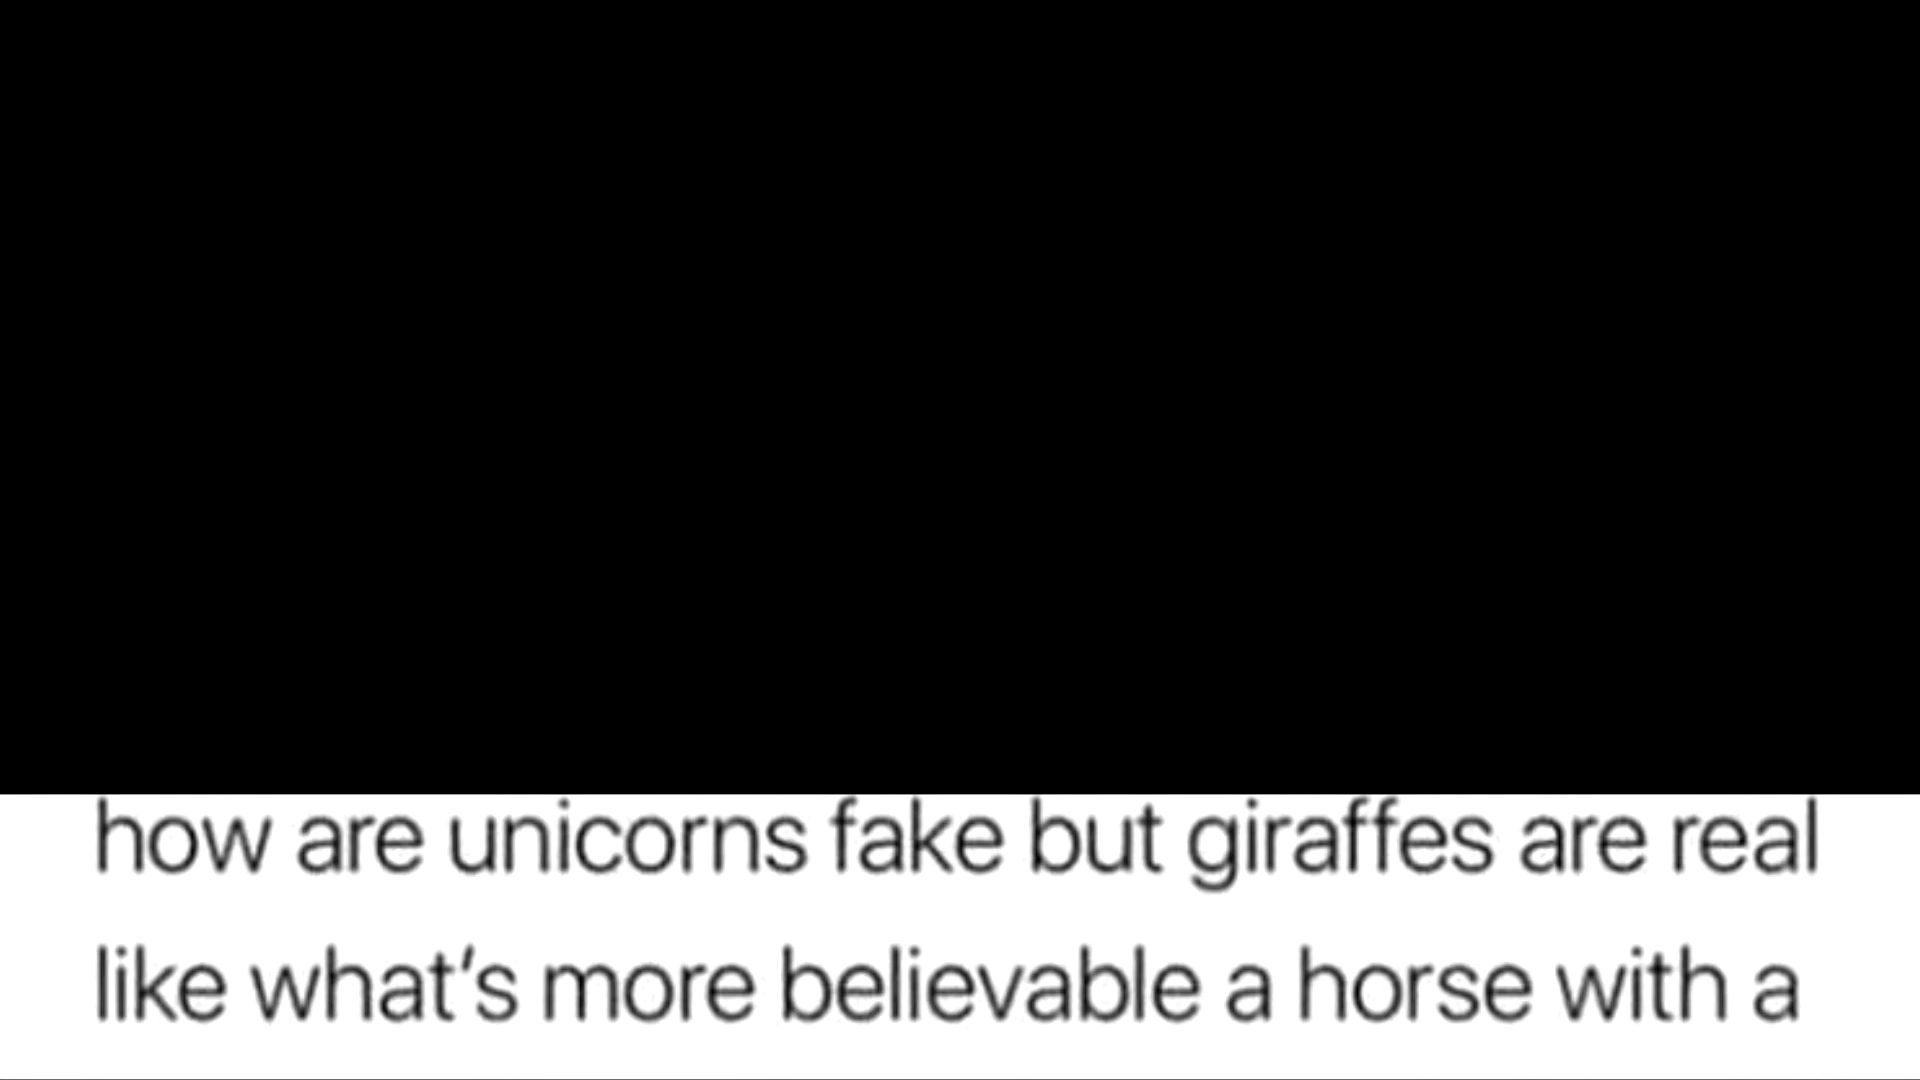 how are unicorns fake but giraffes are real
like what’s more believable a horse with a